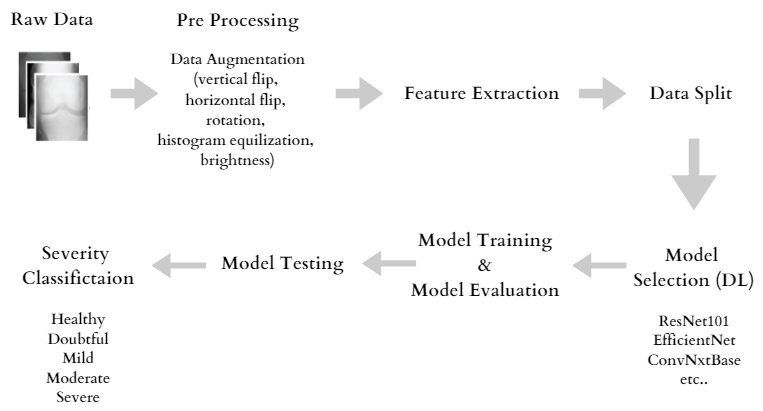 Raw Data
Pre Processing
Data Augmentation
(vertical flip,
horizontal flip,
rotation,
histogram equilization,
brightness)
Feature Extraction
Data Split
Model
Selection (DL)
ResNet101
EfficientNet
ConvNxtBase
etc..
Model Training
&
Model Evaluation
Model Testing
Severity
Classifictaion
Healthy
Doubtful
Mild
Moderate
Severe